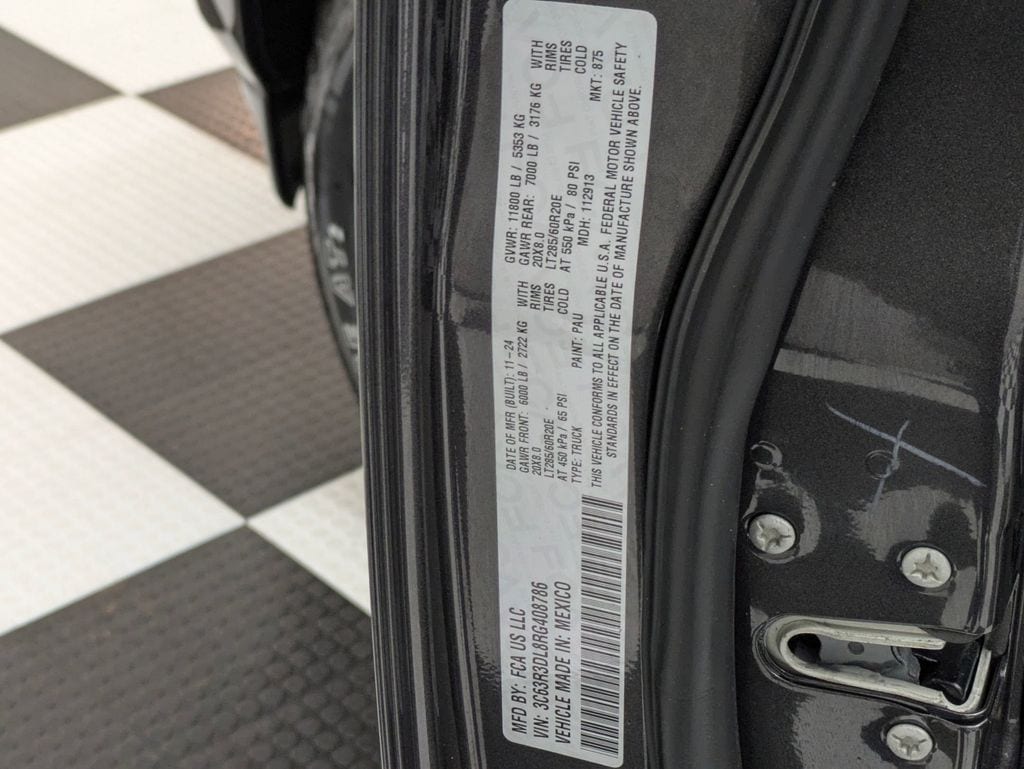 MFD BY: FCA US LLC
VIN: 3C63R3DL8RG408786
VEHICLE MADE IN: MEXICO
DATE OF MFR (BUILT): 11-24
GAWR FRONT: 6000 LB / 2722 KG WITH
20X8.0 RIMS
LT285/60R20E TIRES
AT 450 kPa / 65 PSI COLD
TYPE: TRUCK PAINT: PAU
GVWR: 11800 LB / 5353 KG
GAWR REAR: 7000 LB / 3176 KG WITH
20X8.0 RIMS
LT285/60R20E TIRES
AT 550 kPa / 80 PSI COLD
MDH: 112913 MKT: 875
THIS VEHICLE CONFORMS TO ALL APPLICABLE U.S.A. FEDERAL MOTOR VEHICLE SAFETY
STANDARDS IN EFFECT ON THE DATE OF MANUFACTURE SHOWN ABOVE.